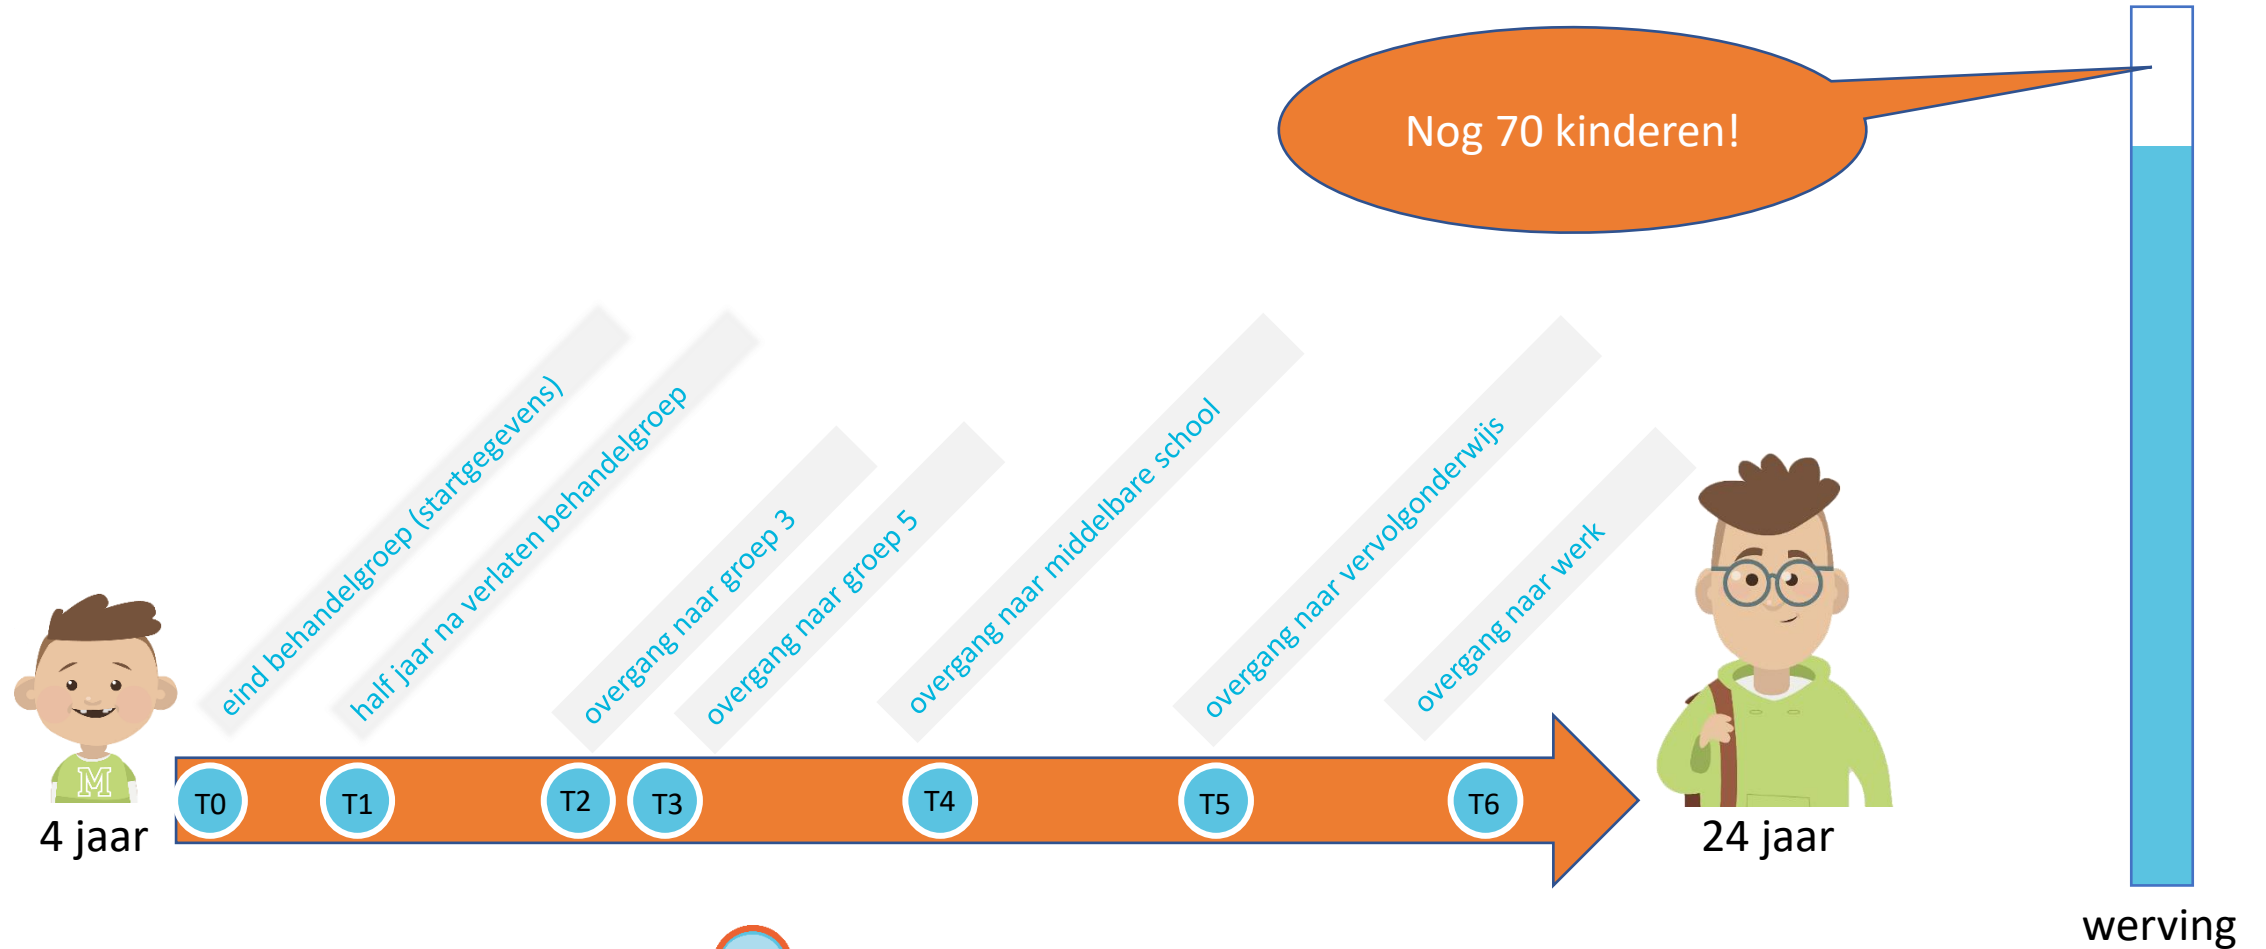 Nog 70 kinderen!
eind behandelgroep (startgegevens)
half jaar na verlaten behandelgroep
overgang naar groep 3
overgang naar groep 5
overgang naar middelbare school
overgang naar vervolgonderwijs
overgang naar werk
M
T0
T1
T2
T3
T4
T5
T6
4 jaar
24 jaar
werving